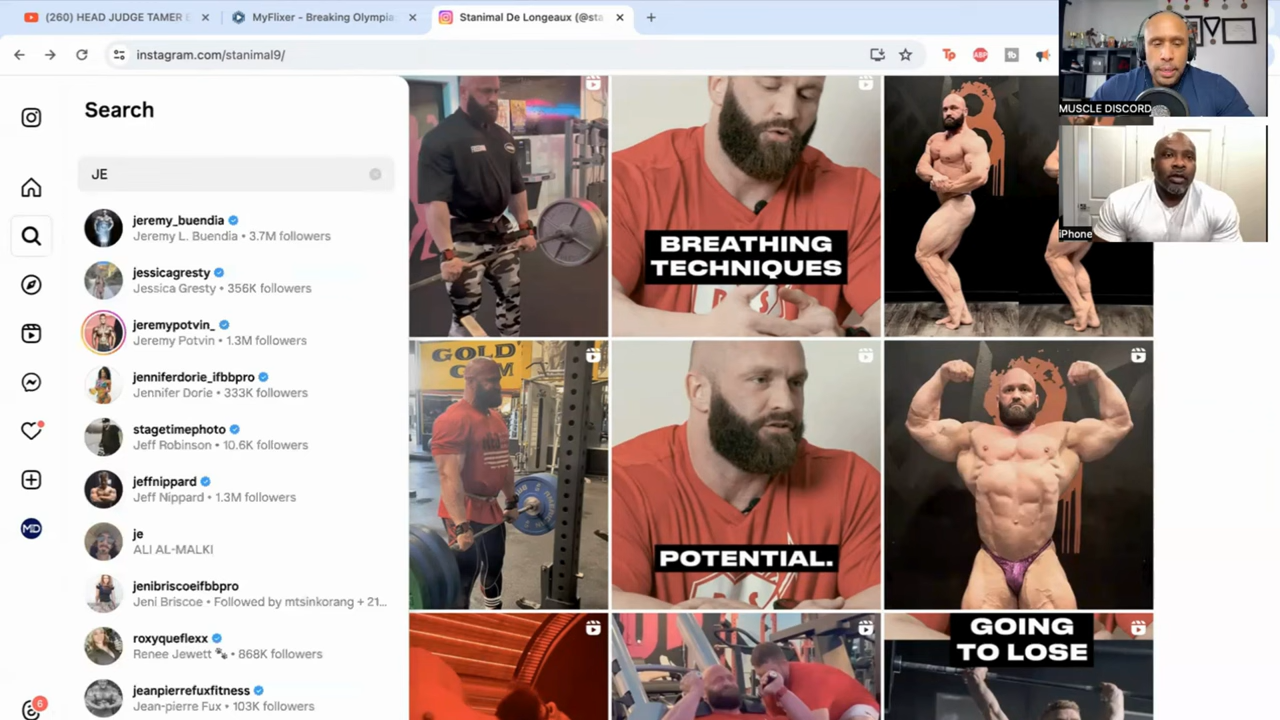 (260) HEAD JUDGE TAMER E
MyFlixer - Breaking Olympia
Stanimal De Longeaux (@sta
instagram.com/stanimal9/
Tp
ABP
MUSCLE DISCORD
iPhone
Search
JE
jeremy_buendia
Jeremy L. Buendia • 3.7M followers
jessicagresty
Jessica Gresty • 356K followers
jeremypotvin_
Jeremy Potvin • 1.3M followers
jenniferdorie_ifbbpro
Jennifer Dorie • 333K followers
stagetimephoto
Jeff Robinson • 10.6K followers
jeffnippard
Jeff Nippard • 1.3M followers
je
ALI AL-MALKI
jenibriscoeifbbpro
Jeni Briscoe • Followed by mtsinkorang + 21...
roxyqueflexx
Renee Jewett 🐾 • 868K followers
jeanpierrefuxfitness
Jean-pierre Fux • 103K followers
MD
6
BREATHING
TECHNIQUES
GOLD
POTENTIAL.
GOING
TO LOSE